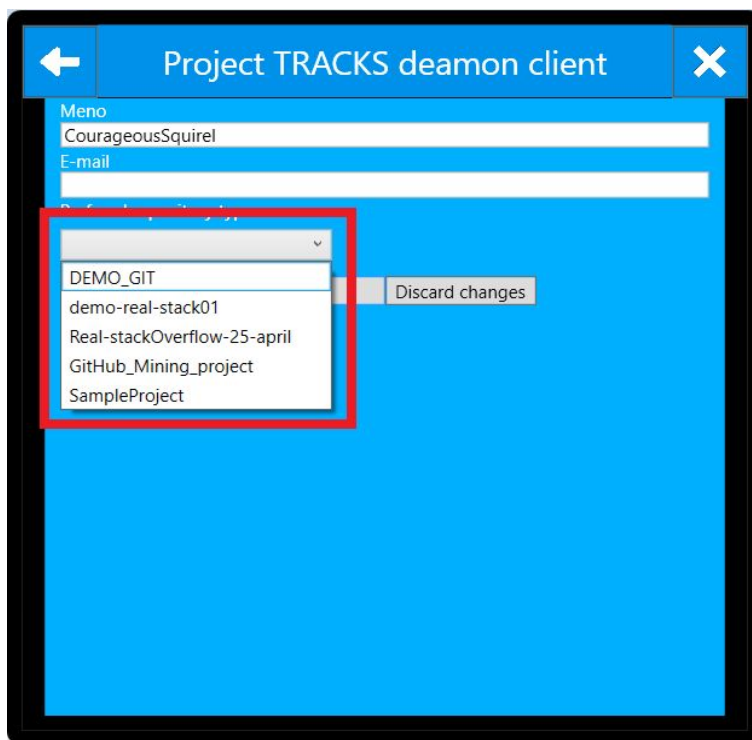 Project TRACKS deamon client
Meno
CourageousSquirel
E-mail
DEMO_GIT
Discard changes
demo-real-stack01
Real-stackOverflow-25-april
GitHub_Mining_project
SampleProject